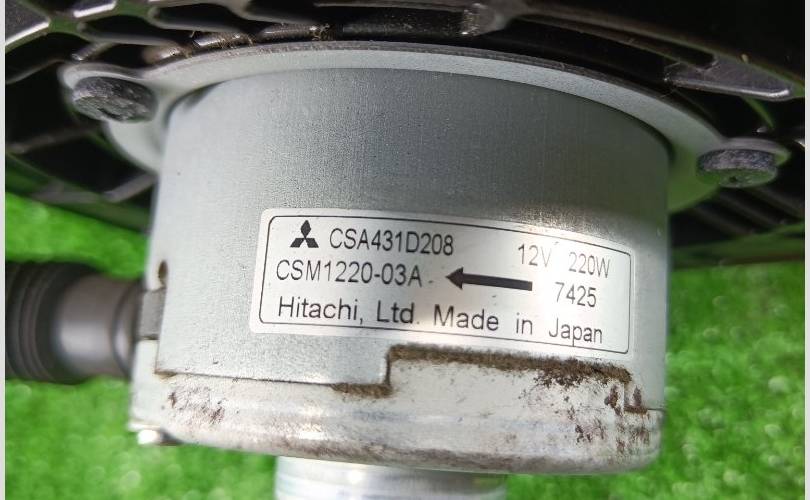 CSA431D208 12V 220W
CSM1220-03A 7425
Hitachi, Ltd. Made in Japan